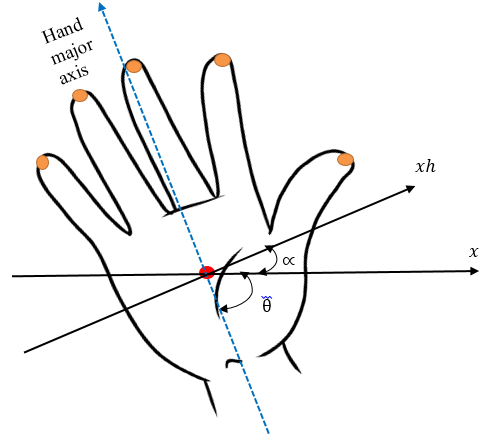 Hand
major
axis
xh
x
∝
θ̃